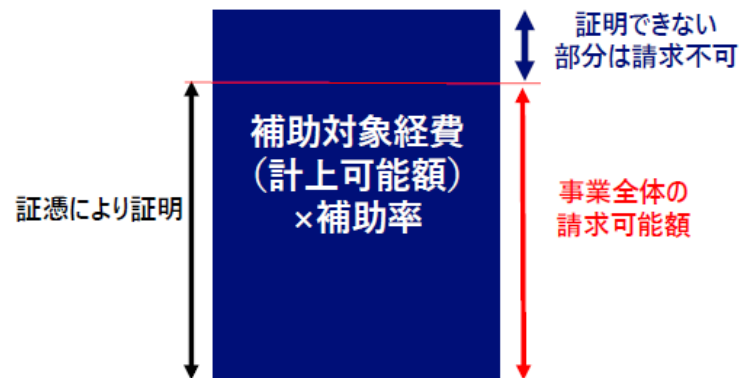 証明できない
部分は請求不可
補助対象経費
（計上可能額）
×補助率
証憑により証明
事業全体の
請求可能額